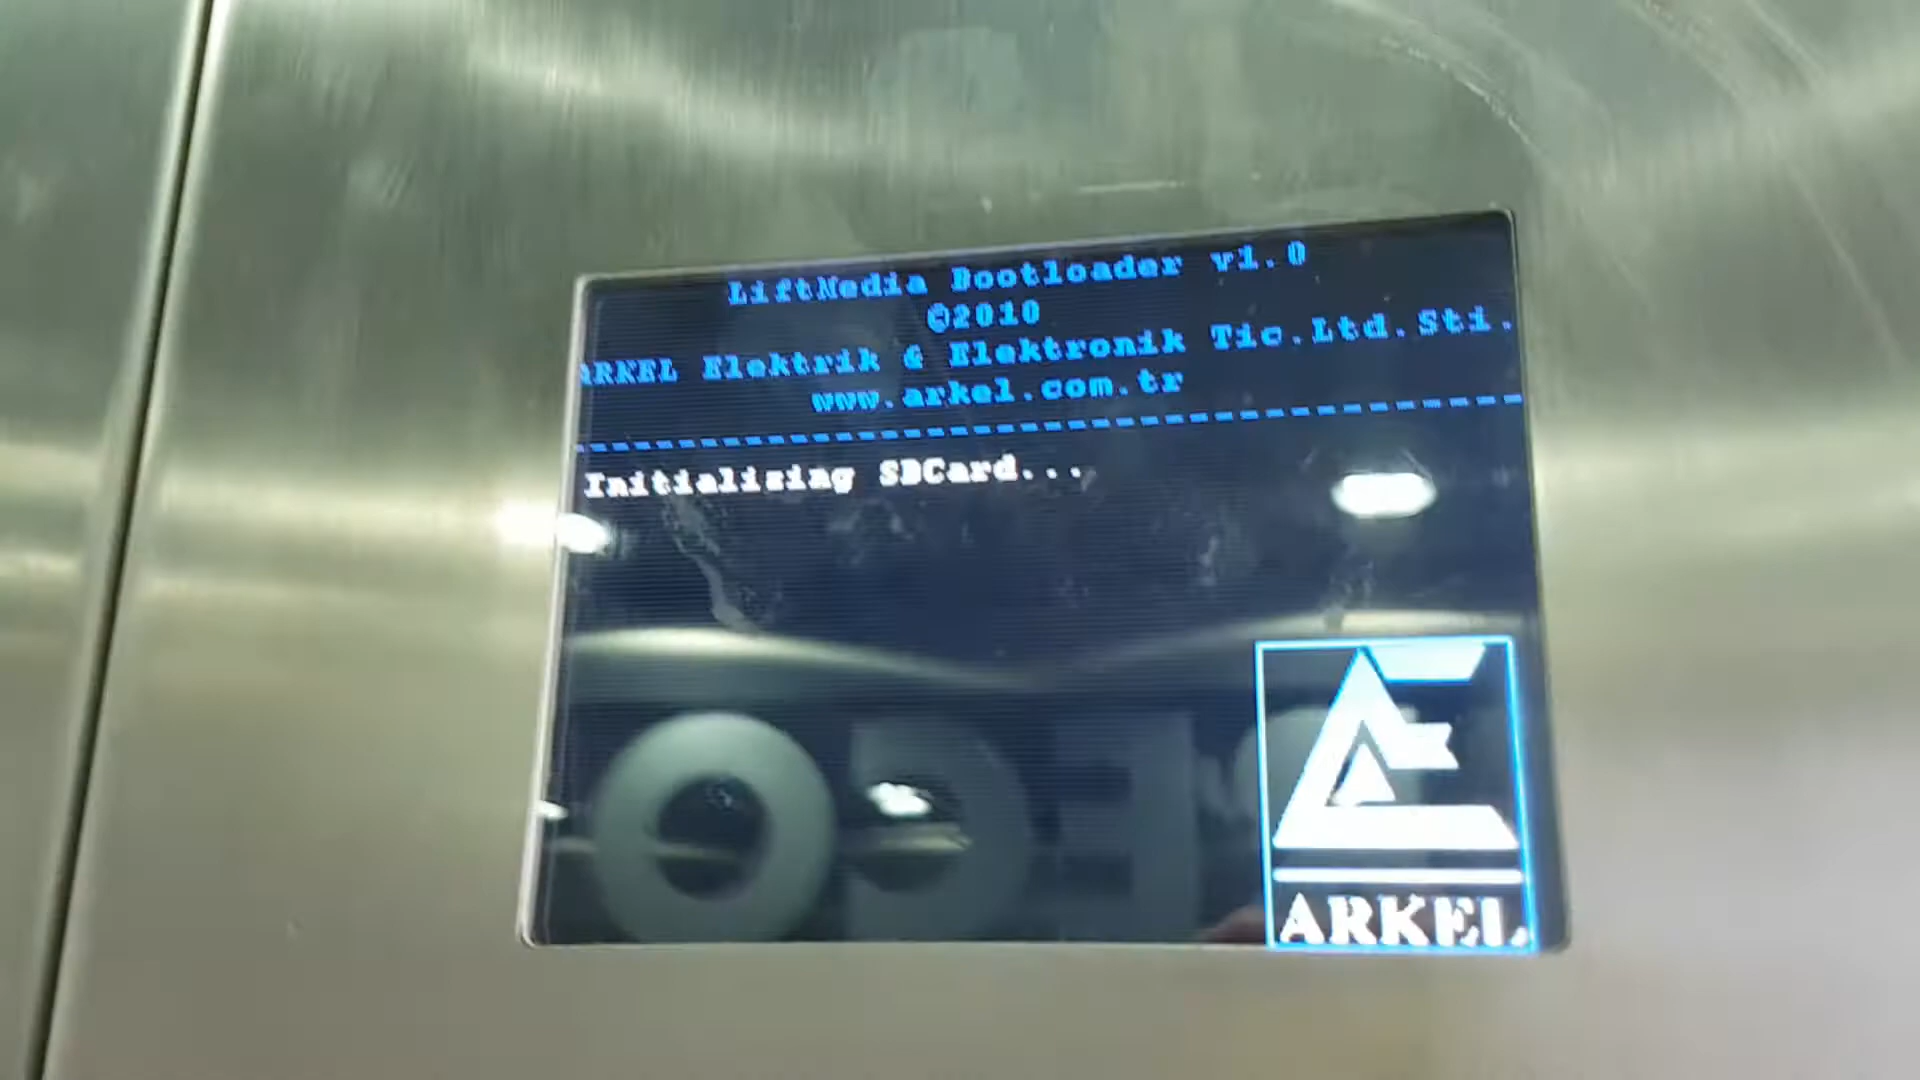 LiftMedia Bootloader v1.0
©2010
ARKEL Elektrik & Elektronik Tic.Ltd.Sti.
www.arkel.com.tr
--------------------------------------------------
Initializing SDCard...
ARKEL